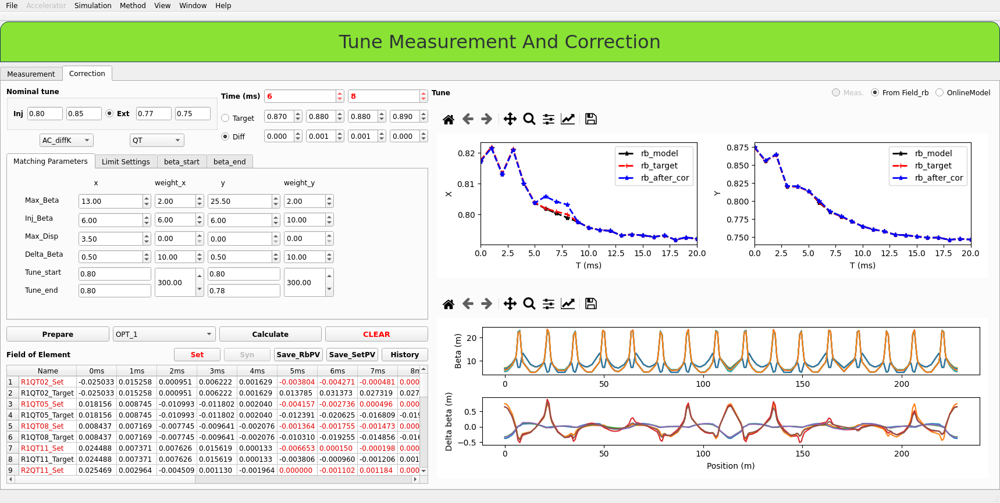 File Accelerator Simulation Method View Window Help
Tune Measurement And Correction
Measurement Correction
Nominal tune
Inj 0.80 0.85 Ext 0.77 0.75
AC_diffK QT
Time (ms) 6 8
Target 0.870 0.880 0.880 0.890
Diff 0.000 0.001 0.001 0.000
Matching Parameters Limit Settings beta_start beta_end
x weight_x y weight_y
Max_Beta 13.00 2.00 25.50 2.00
Inj_Beta 6.00 6.00 6.00 10.00
Max_Disp 3.50 0.00 0.00 0.00
Delta_Beta 0.50 10.00 0.50 10.00
Tune_start 0.80 300.00 0.80 300.00
Tune_end 0.80 0.78
Prepare OPT_1 Calculate CLEAR
Field of Element Set Syn Save_RbPV Save_SetPV History
Name 0ms 1ms 2ms 3ms 4ms 5ms 6ms 7ms 8m
1 R1QT02_Set -0.025033 0.015258 0.000951 0.006222 0.001629 -0.003804 -0.004271 -0.000481 0.000
2 R1QT02_Target -0.025033 0.015258 0.000951 0.006222 0.001629 0.013785 0.031373 0.027319 0.027
3 R1QT05_Set 0.018156 0.008745 -0.010993 -0.011802 0.002040 -0.004157 -0.002736 0.000496 0.000
4 R1QT05_Target 0.018156 0.008745 -0.010993 -0.011802 0.002040 -0.012391 -0.020625 -0.016809 -0.019
5 R1QT08_Set 0.008437 0.007169 -0.007745 -0.009641 -0.002076 -0.001364 -0.001755 -0.001473 0.000
6 R1QT08_Target 0.008437 0.007169 -0.007745 -0.009641 -0.002076 -0.010310 -0.019255 -0.014856 -0.016
7 R1QT11_Set 0.024488 0.007371 0.007626 0.015619 0.000133 -0.006653 0.000150 -0.000198 0.000
8 R1QT11_Target 0.024488 0.007371 0.007626 0.015619 0.000133 -0.003806 -0.000960 -0.001206 0.001
9 R2QT11_Set 0.025469 0.002964 -0.004509 0.001130 -0.001964 0.000000 -0.001102 0.001184 0.000
Tune Meas. From Field_rb OnlineModel
0.82
0.81
0.80
X
rb_model
rb_target
rb_after_cor
0.0 2.5 5.0 7.5 10.0 12.5 15.0 17.5 20.0
T (ms)
0.875
0.850
0.825
0.800
0.775
0.750
Y
rb_model
rb_target
rb_after_cor
0.0 2.5 5.0 7.5 10.0 12.5 15.0 17.5 20.0
T (ms)
Beta (m)
20
10
0 50 100 150 200
Delta beta (m)
0.5
0.0
−0.5
0 50 100 150 200
Position (m)